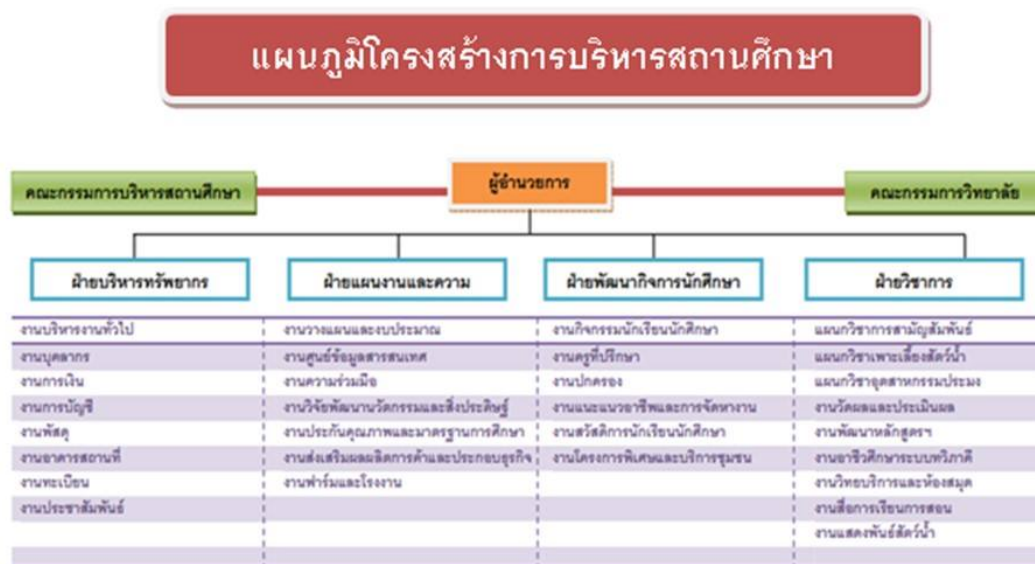 แผนภูมิโครงสร้างการบริหารสถานศึกษา
ผู้อำนวยการ
คณะกรรมการบริหารสถานศึกษา
คณะกรรมการวิทยาลัย
ฝ่ายบริหารทรัพยากร
ฝ่ายแผนงานและความ
ฝ่ายพัฒนากิจการนักศึกษา
ฝ่ายวิชาการ
งานบริหารงานทั่วไป
งานวางแผนและงบประมาณ
งานกิจกรรมนักเรียนนักศึกษา
แผนกวิชาการสามัญสัมพันธ์
งานบุคลากร
งานศูนย์ข้อมูลสารสนเทศ
งานครูที่ปรึกษา
แผนกวิชาเพาะเลี้ยงสัตว์น้ำ
งานการเงิน
งานความร่วมมือ
งานปกครอง
แผนกวิชาอุตสาหกรรมประมง
งานการบัญชี
งานวิจัยพัฒนานวัตกรรมและสิ่งประดิษฐ์
งานแนะแนวอาชีพและการจัดหางาน
งานวัดผลและประเมินผล
งานพัสดุ
งานประกันคุณภาพและมาตรฐานการศึกษา
งานสวัสดิการนักเรียนนักศึกษา
งานพัฒนาหลักสูตรฯ
งานอาคารสถานที่
งานส่งเสริมผลผลิตการค้าและประกอบธุรกิจ
งานโครงการพิเศษและบริการชุมชน
งานอาชีวศึกษาระบบทวิภาคี
งานทะเบียน
งานฟาร์มและโรงงาน
งานวิทยบริการและห้องสมุด
งานประชาสัมพันธ์
งานสื่อการเรียนการสอน
งานแสดงพันธ์สัตว์น้ำ